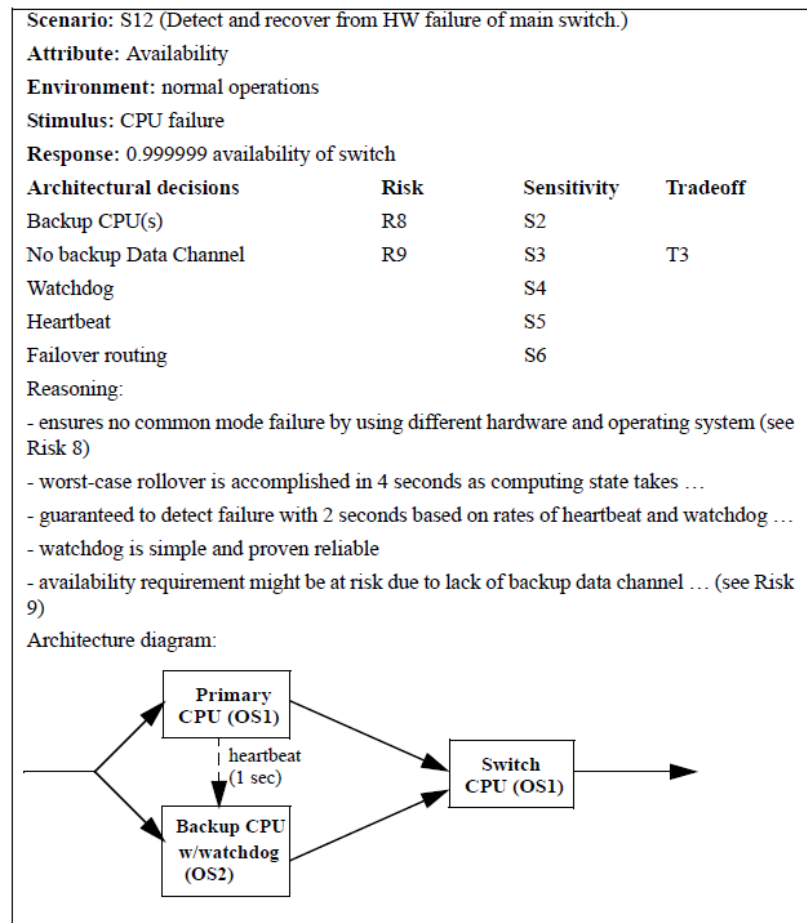 Scenario: S12 (Detect and recover from HW failure of main switch.)
Attribute: Availability
Environment: normal operations
Stimulus: CPU failure
Response: 0.999999 availability of switch
Architectural decisions Risk Sensitivity Tradeoff
Backup CPU(s) R8 S2
No backup Data Channel R9 S3 T3
Watchdog S4
Heartbeat S5
Failover routing S6
Reasoning:
- ensures no common mode failure by using different hardware and operating system (see
Risk 8)
- worst-case rollover is accomplished in 4 seconds as computing state takes …
- guaranteed to detect failure with 2 seconds based on rates of heartbeat and watchdog …
- watchdog is simple and proven reliable
- availability requirement might be at risk due to lack of backup data channel … (see Risk
9)
Architecture diagram:
Primary
CPU (OS1)
heartbeat
(1 sec)
Switch
CPU (OS1)
Backup CPU
w/watchdog
(OS2)